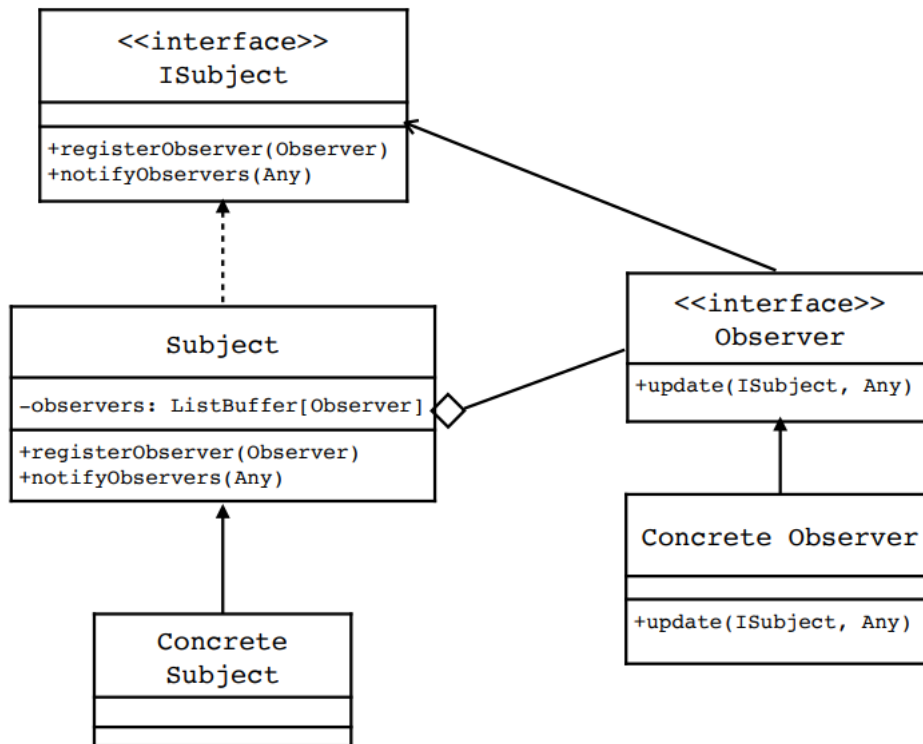 <<interface>>
ISubject
+registerObserver(Observer)
+notifyObservers(Any)
Subject
-observers: ListBuffer[Observer]
+registerObserver(Observer)
+notifyObservers(Any)
Concrete
Subject
<<interface>>
Observer
+update(ISubject, Any)
Concrete Observer
+update(ISubject, Any)